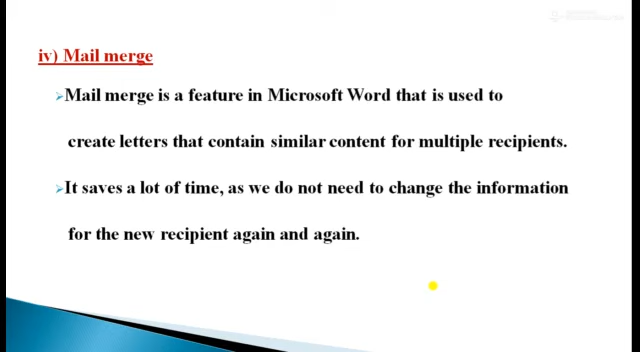 iv) Mail merge
➢Mail merge is a feature in Microsoft Word that is used to
create letters that contain similar content for multiple recipients.
➢It saves a lot of time, as we do not need to change the information
for the new recipient again and again.